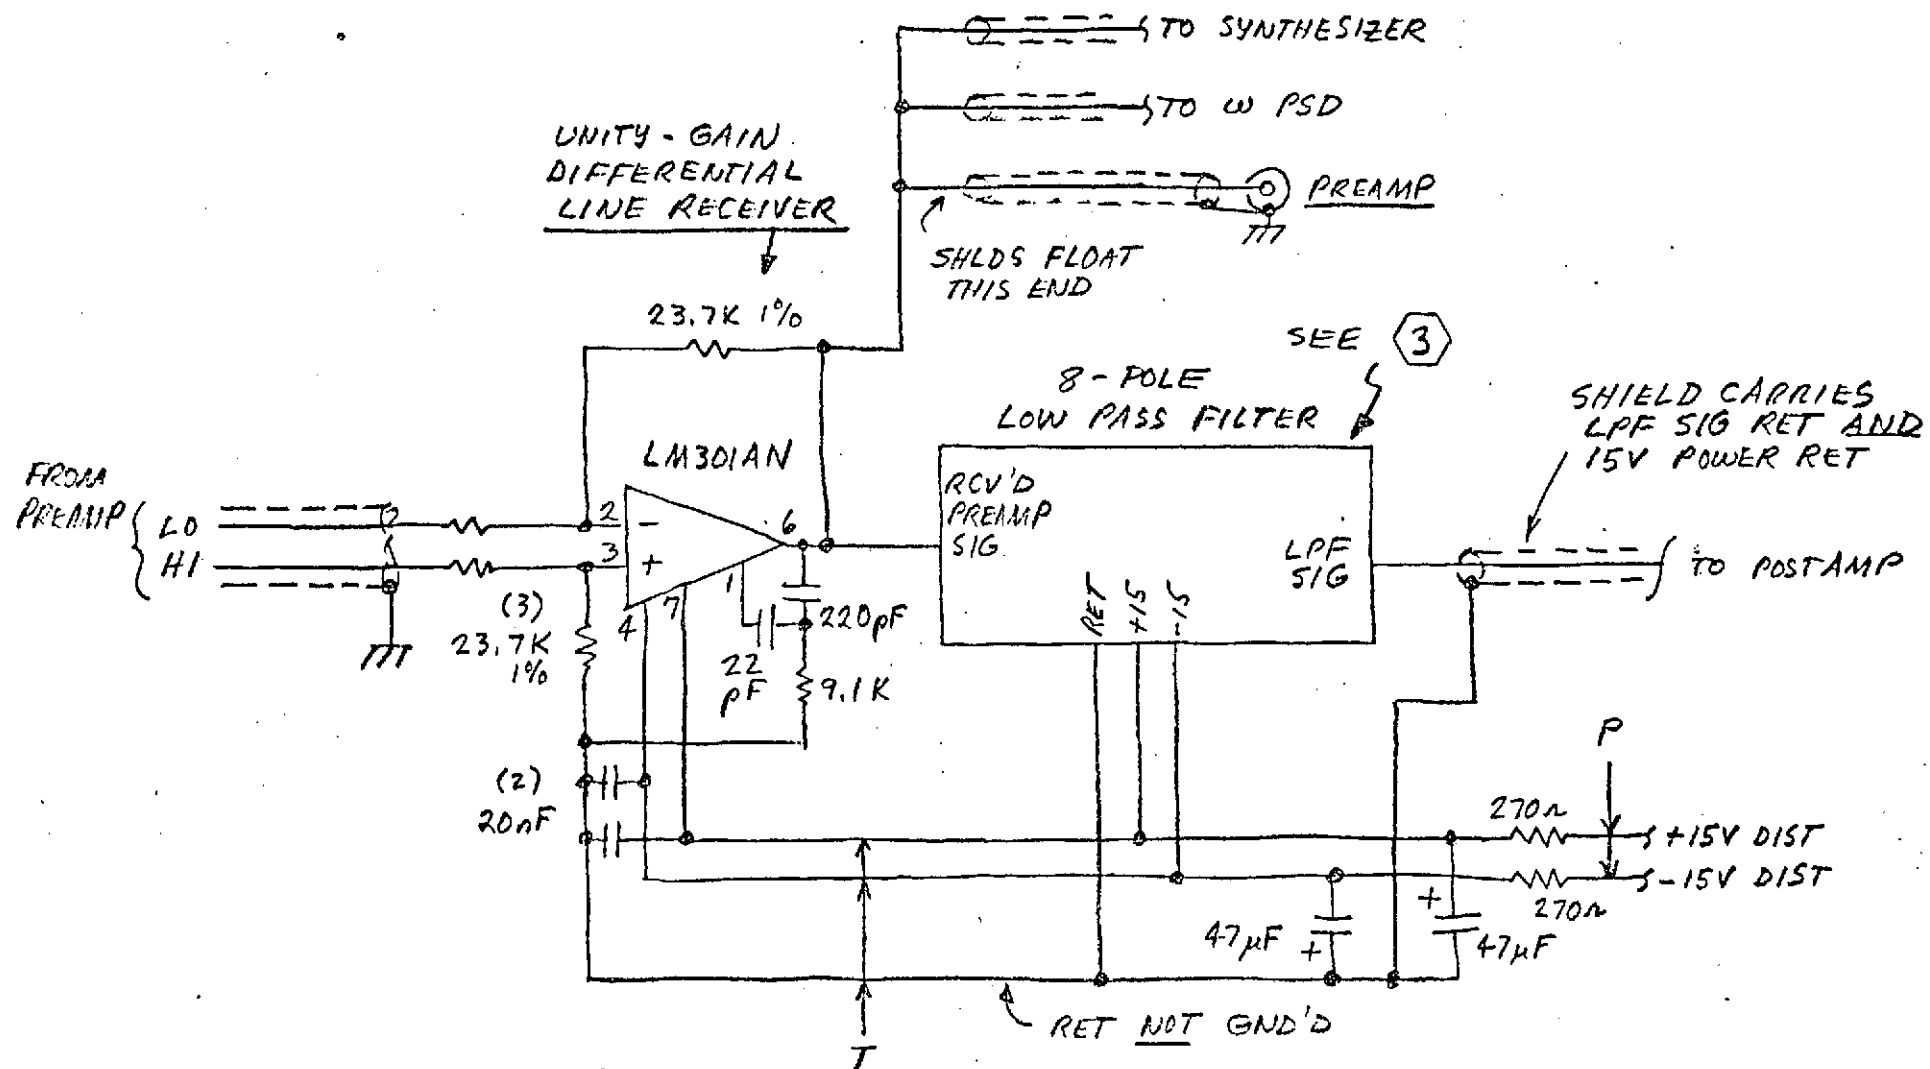 TO SYNTHESIZER
TO ω PSD
UNITY-GAIN
DIFFERENTIAL
LINE RECEIVER
PREAMP
SHLDS FLOAT
THIS END
23.7K 1%
SEE 3
8-POLE
LOW PASS FILTER
SHIELD CARRIES
LPF SIG RET AND
15V POWER RET
LM301AN
FROM
PREAMP
LO
HI
2
-
3
+
6
1
7
4
RCV'D
PREAMP
SIG
LPF
SIG
RET
+15
-15
TO POSTAMP
(3)
23.7K
1%
220pF
22
pF
9.1K
P
(2)
20nF
270Ω
+15V DIST
-15V DIST
270Ω
47μF
+
+
47μF
RET NOT GND'D
T